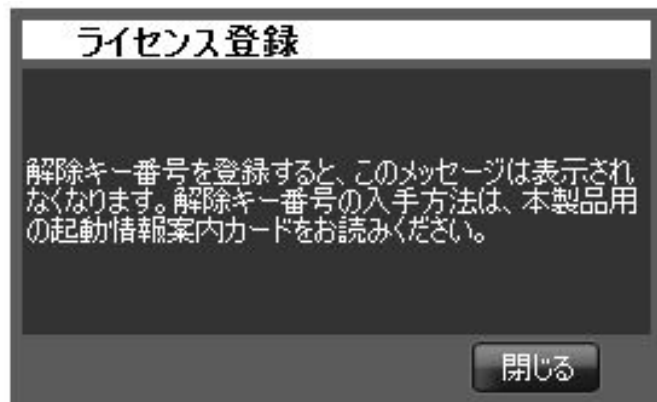 ライセンス登録
解除キー番号を登録すると、このメッセージは表示され
なくなります。解除キー番号の入手方法は、本製品用
の起動情報案内カードをお読みください。
閉じる